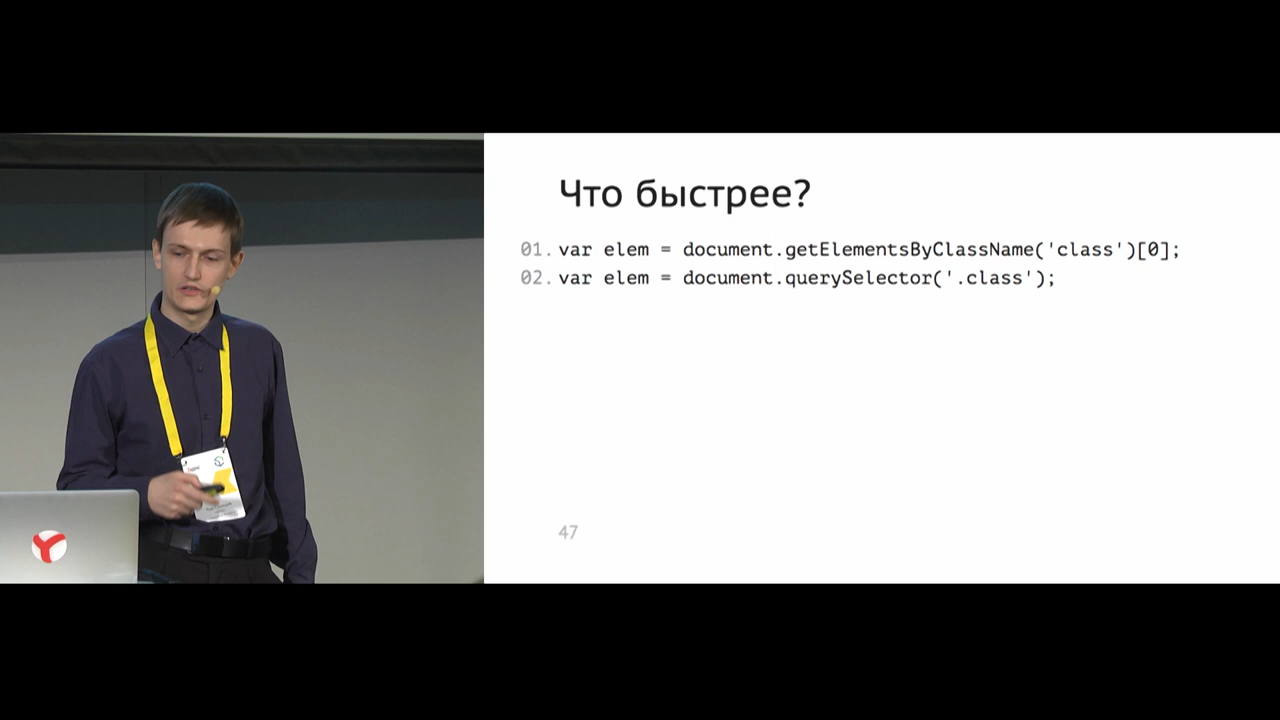 Что быстрее?
01. var elem = document.getElementsByClassName('class')[0];
02. var elem = document.querySelector('.class');
47